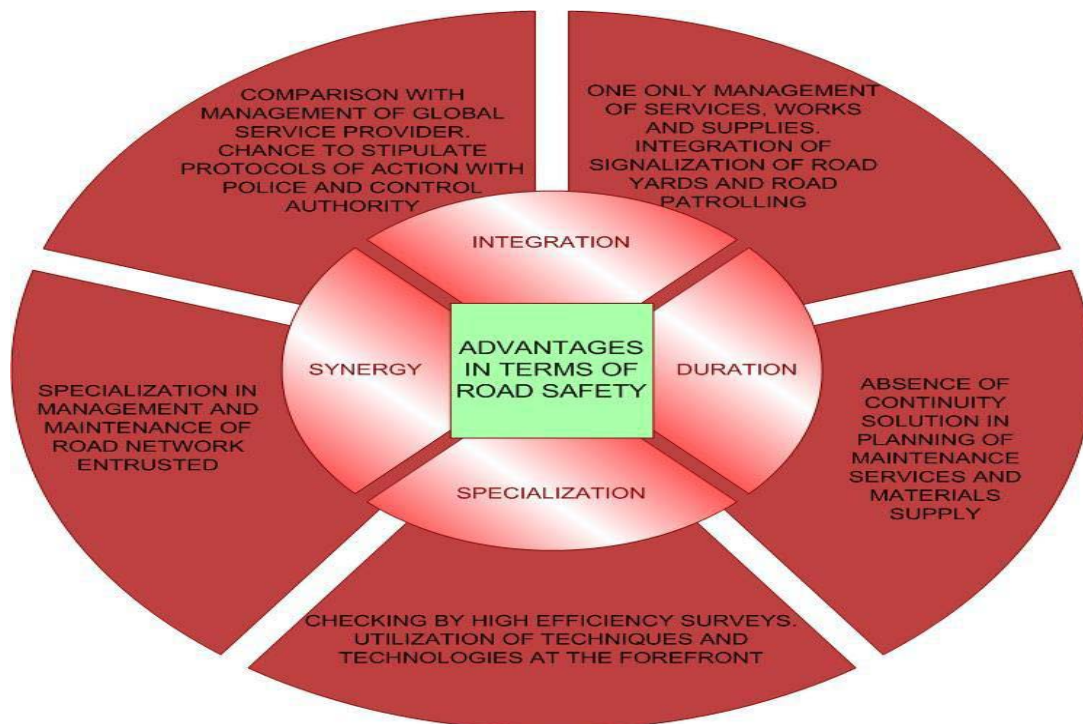 COMPARISON WITH
MANAGEMENT OF GLOBAL
SERVICE PROVIDER.
CHANCE TO STIPULATE
PROTOCOLS OF ACTION WITH
POLICE AND CONTROL
AUTHORITY
ONE ONLY MANAGEMENT
OF SERVICES, WORKS
AND SUPPLIES.
INTEGRATION OF
SIGNALIZATION OF ROAD
YARDS AND ROAD
PATROLLING
INTEGRATION
SYNERGY
ADVANTAGES
IN TERMS OF
ROAD SAFETY
DURATION
SPECIALIZATION
SPECIALIZATION IN
MANAGEMENT AND
MAINTENANCE OF
ROAD NETWORK
ENTRUSTED
ABSENCE OF
CONTINUITY
SOLUTION IN
PLANNING OF
MAINTENANCE
SERVICES AND
MATERIALS
SUPPLY
CHECKING BY HIGH EFFICIENCY SURVEYS.
UTILIZATION OF TECHNIQUES AND
TECHNOLOGIES AT THE FOREFRONT